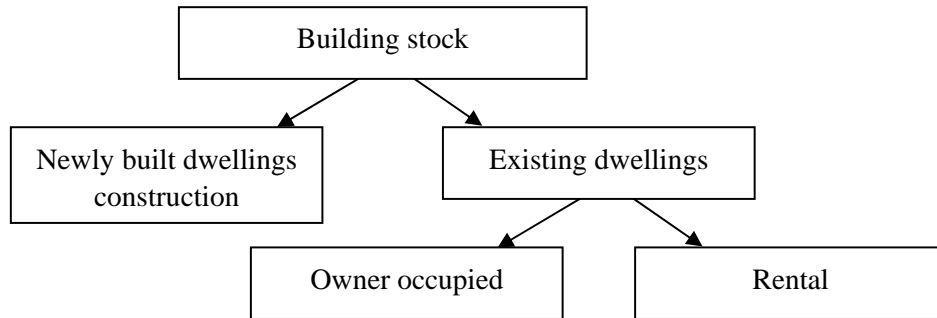 Building stock
Newly built dwellings
construction
Existing dwellings
Owner occupied
Rental